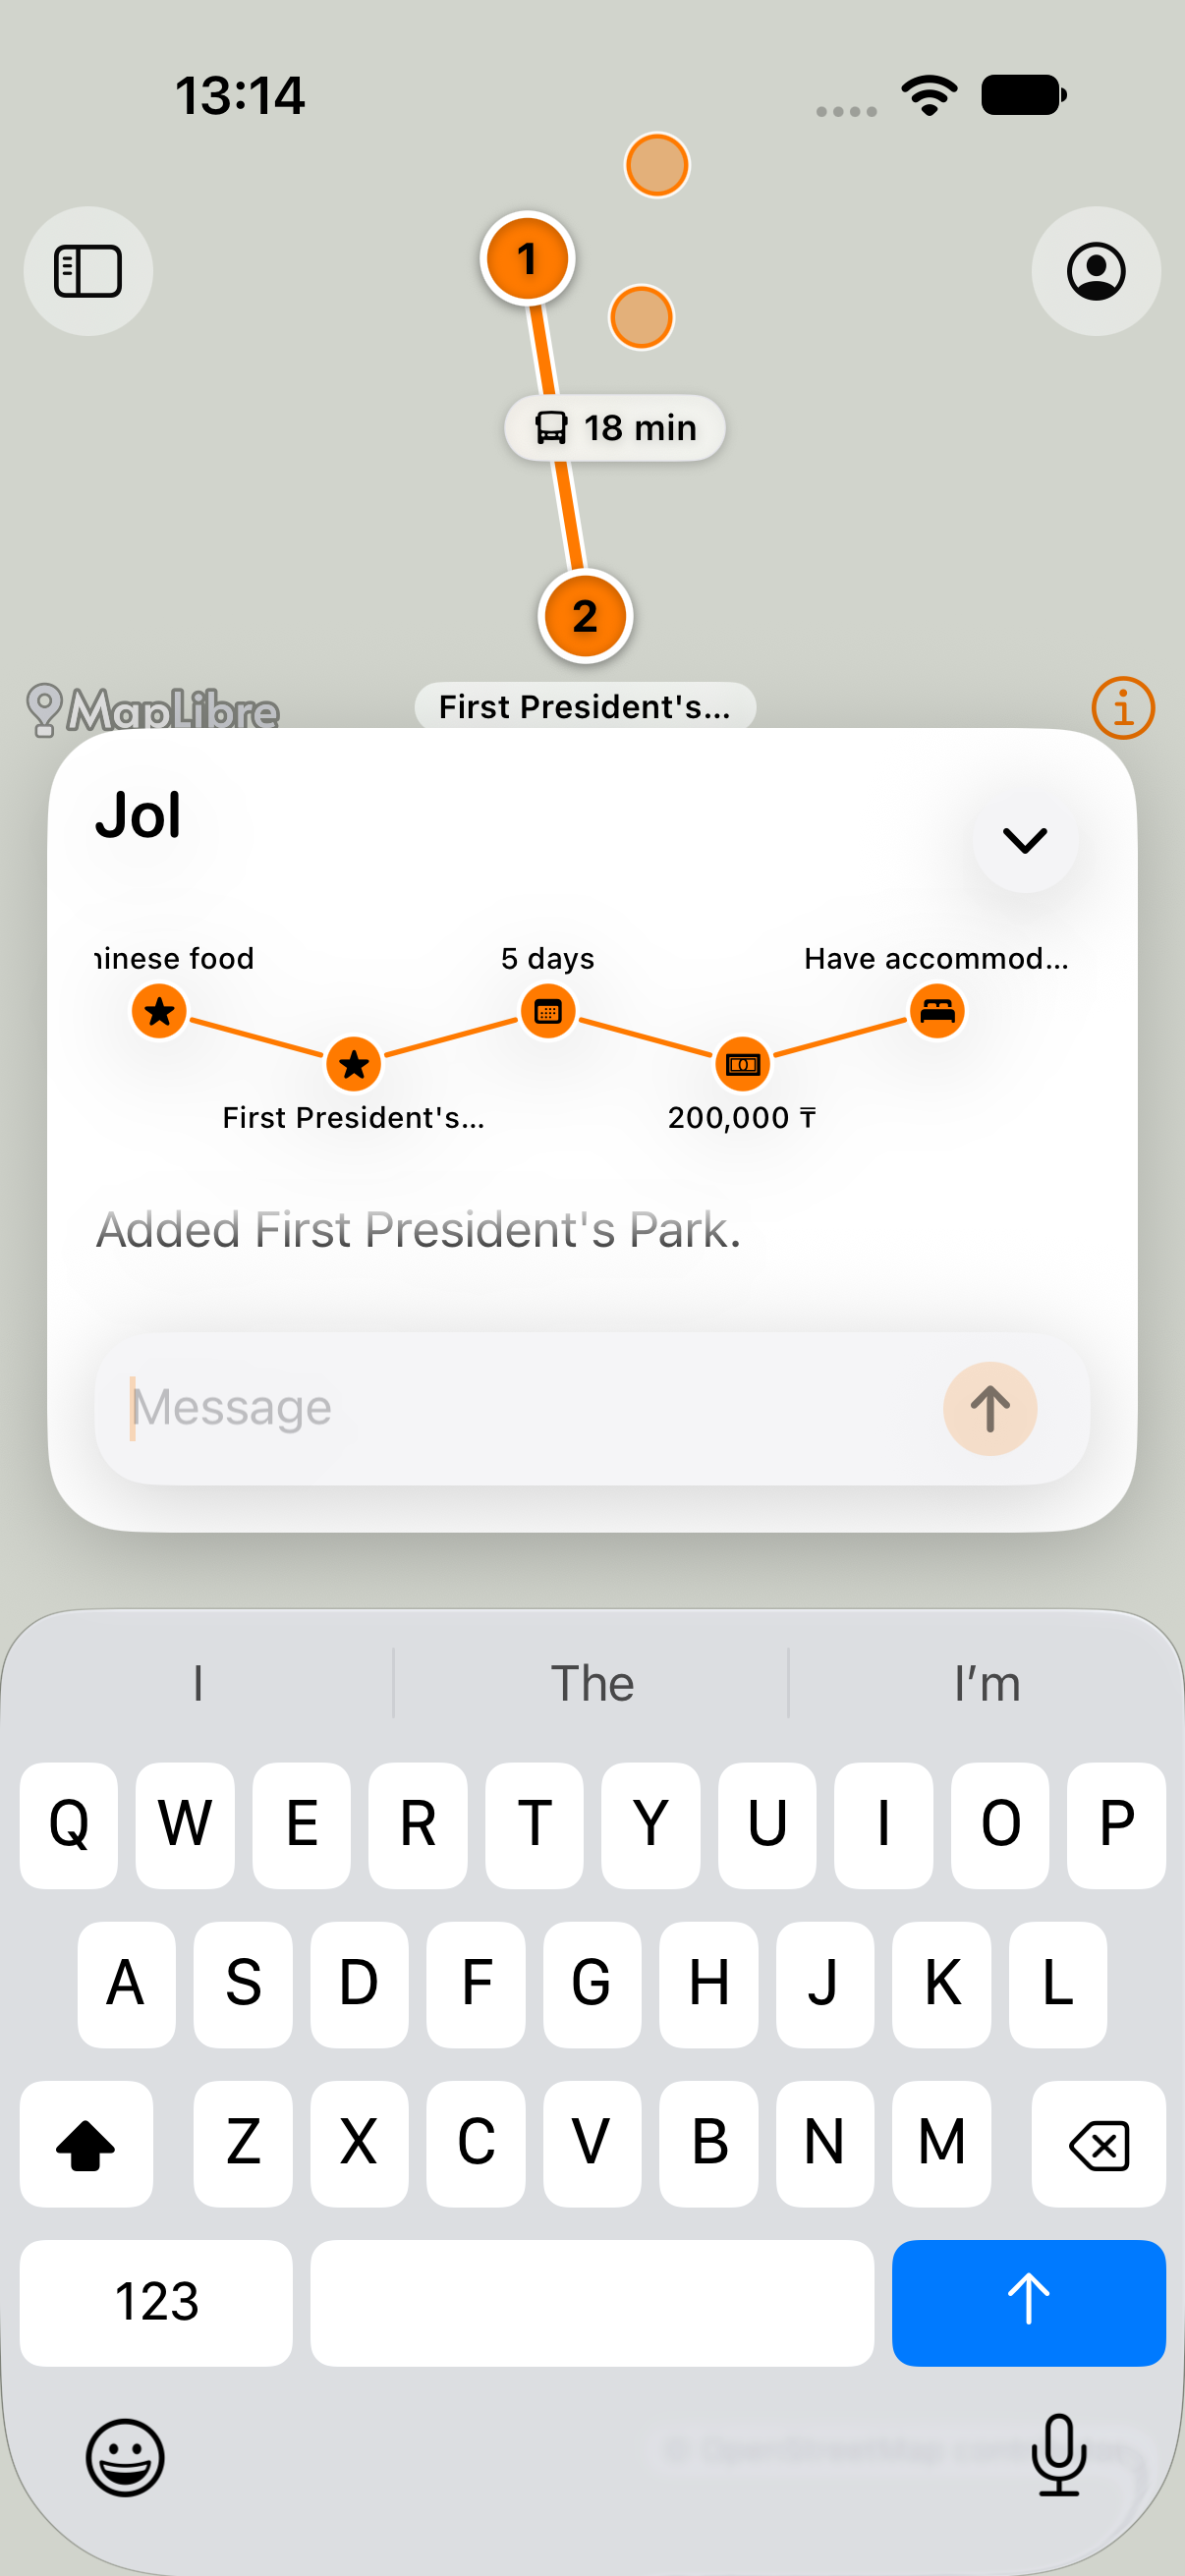 13:14
1
18 min
2
MapLibre
First President's...
Jol
inese food
5 days
Have accommod...
First President's...
200,000 ₸
Added First President's Park.
Message
I
The
I’m
Q W E R T Y U I O P
A S D F G H J K L
Z X C V B N M
123